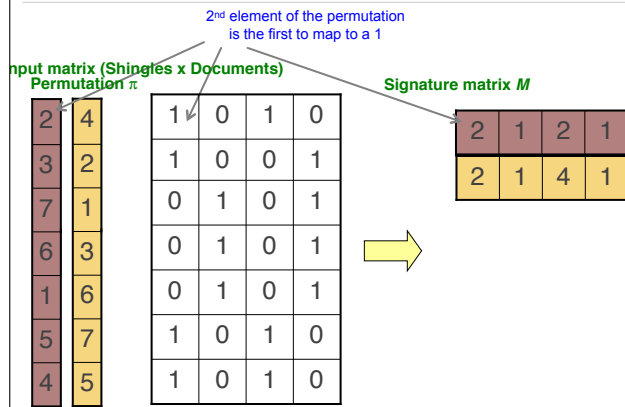 2nd element of the permutation
is the first to map to a 1
nput matrix (Shingles x Documents)
Permutation π
Signature matrix M
2 4 1 0 1 0
3 2 1 0 0 1
7 1 0 1 0 1
6 3 0 1 0 1
1 6 0 1 0 1
5 7 1 0 1 0
4 5 1 0 1 0
2 1 2 1
2 1 4 1